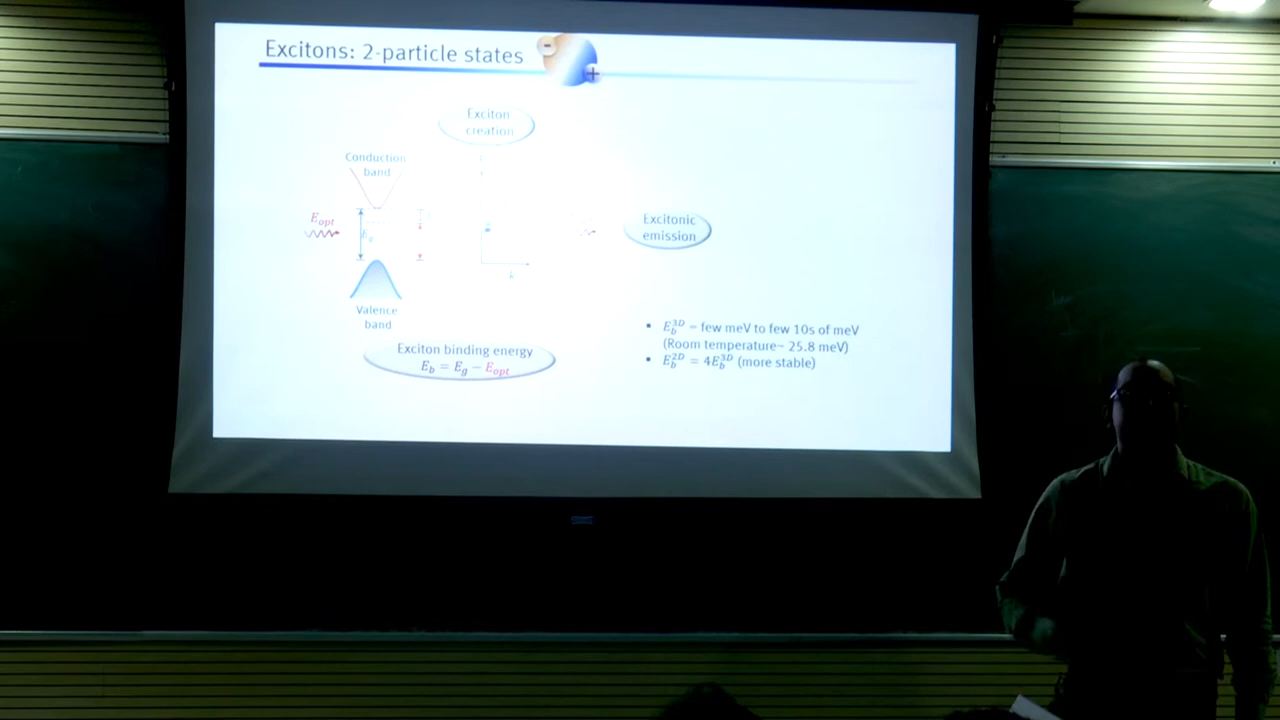 Excitons: 2-particle states
-
+
Exciton
creation
Conduction
band
E_opt
E_g
k
Valence
band
Excitonic
emission
Exciton binding energy
E_b = E_g − E_opt
▪ E_b^3D – few meV to few 10s of meV
(Room temperature– 25.8 meV)
▪ E_b^2D = 4E_b^3D (more stable)